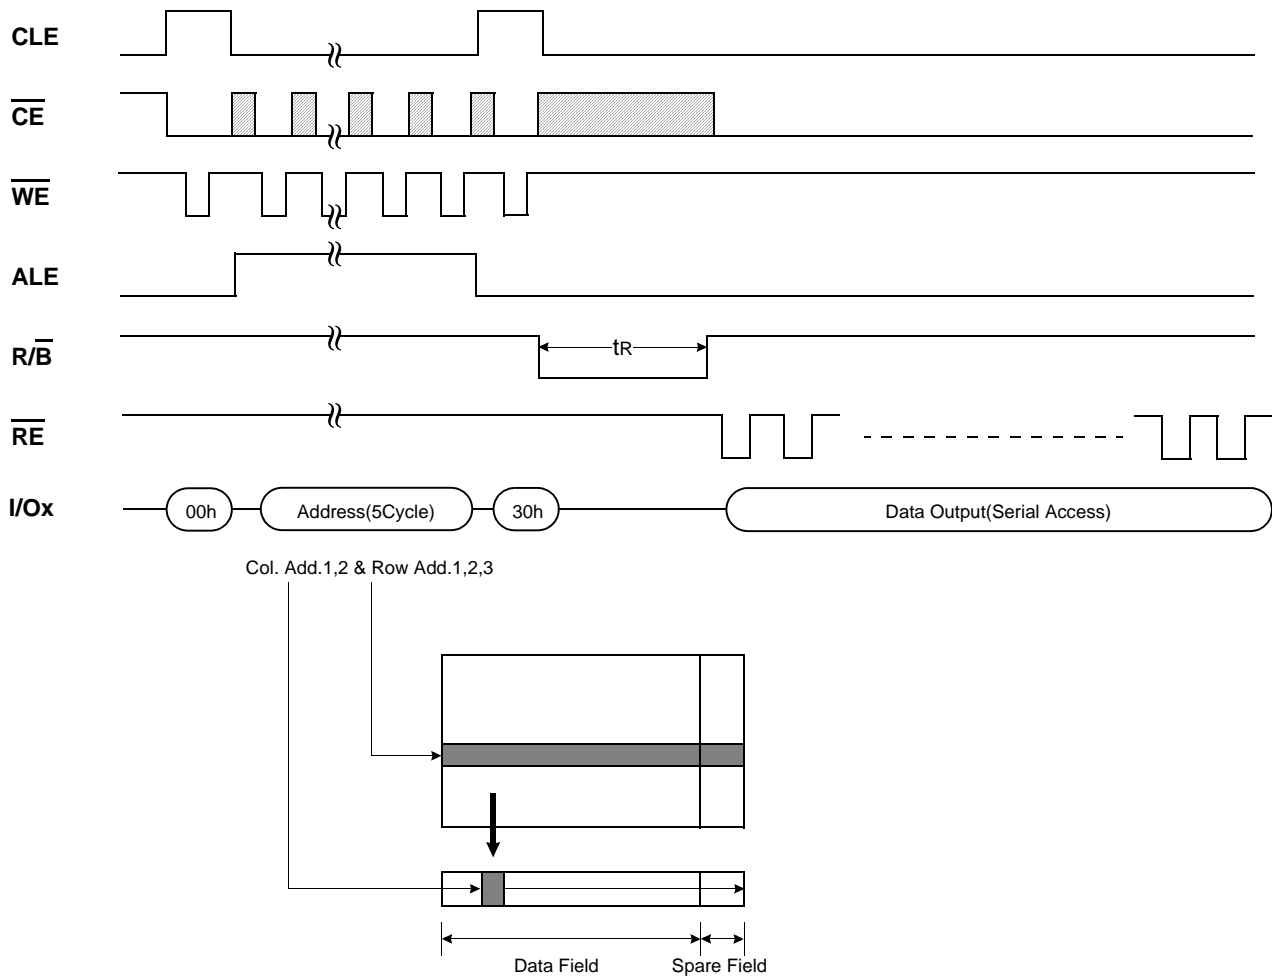 CLE
CE
WE
ALE
R/B
tR
RE
I/Ox
00h
Address(5Cycle)
30h
Data Output(Serial Access)
Col. Add.1,2 & Row Add.1,2,3
Data Field
Spare Field